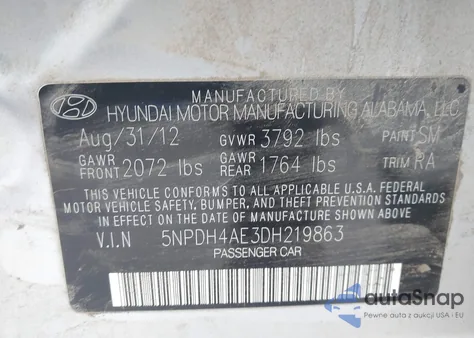 MANUFACTURED BY
HYUNDAI MOTOR MANUFACTURING ALABAMA, LLC
Aug/31/12 GVWR 3792 lbs PAINT SM
GAWR FRONT 2072 lbs GAWR REAR 1764 lbs TRIM RA
THIS VEHICLE CONFORMS TO ALL APPLICABLE U.S.A. FEDERAL
MOTOR VEHICLE SAFETY, BUMPER, AND THEFT PREVENTION STANDARDS
IN EFFECT ON THE DATE OF MANUFACTURE SHOWN ABOVE.
V.I.N 5NPDH4AE3DH219863
PASSENGER CAR
autoSnap
Pewne auta z aukcji USA - EU